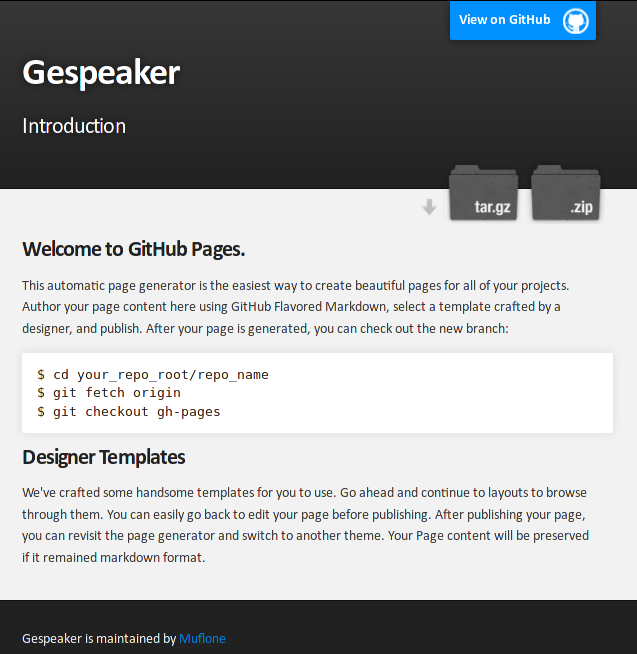 View on GitHub
Gespeaker
Introduction
tar.gz
.zip
Welcome to GitHub Pages.
This automatic page generator is the easiest way to create beautiful pages for all of your projects.
Author your page content here using GitHub Flavored Markdown, select a template crafted by a
designer, and publish. After your page is generated, you can check out the new branch:
$ cd your_repo_root/repo_name
$ git fetch origin
$ git checkout gh-pages
Designer Templates
We've crafted some handsome templates for you to use. Go ahead and continue to layouts to browse
through them. You can easily go back to edit your page before publishing. After publishing your page,
you can revisit the page generator and switch to another theme. Your Page content will be preserved
if it remained markdown format.
Gespeaker is maintained by Muflone